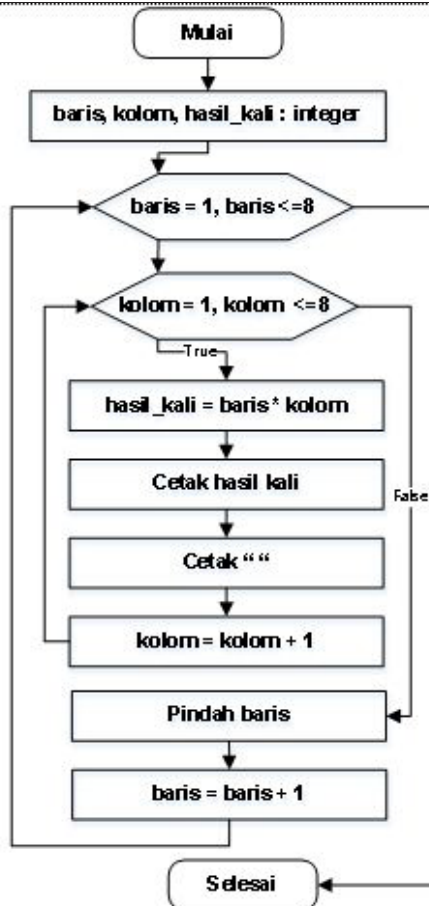 Mulai
baris, kolom, hasil_kali : integer
baris = 1, baris <=8
kolom = 1, kolom <=8
True
hasil_kali = baris * kolom
Cetak hasil kali
False
Cetak “ “
kolom = kolom + 1
Pindah baris
baris = baris + 1
Selesai